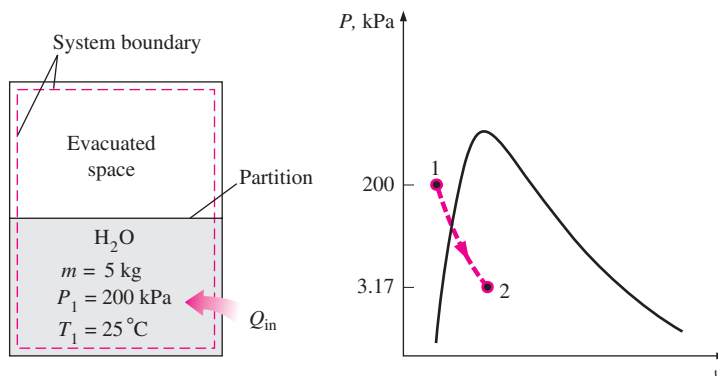 System boundary
Evacuated
space
Partition
H₂O
m = 5 kg
P₁ = 200 kPa
T₁ = 25 °C
Q_in
P, kPa
1
200
3.17
2